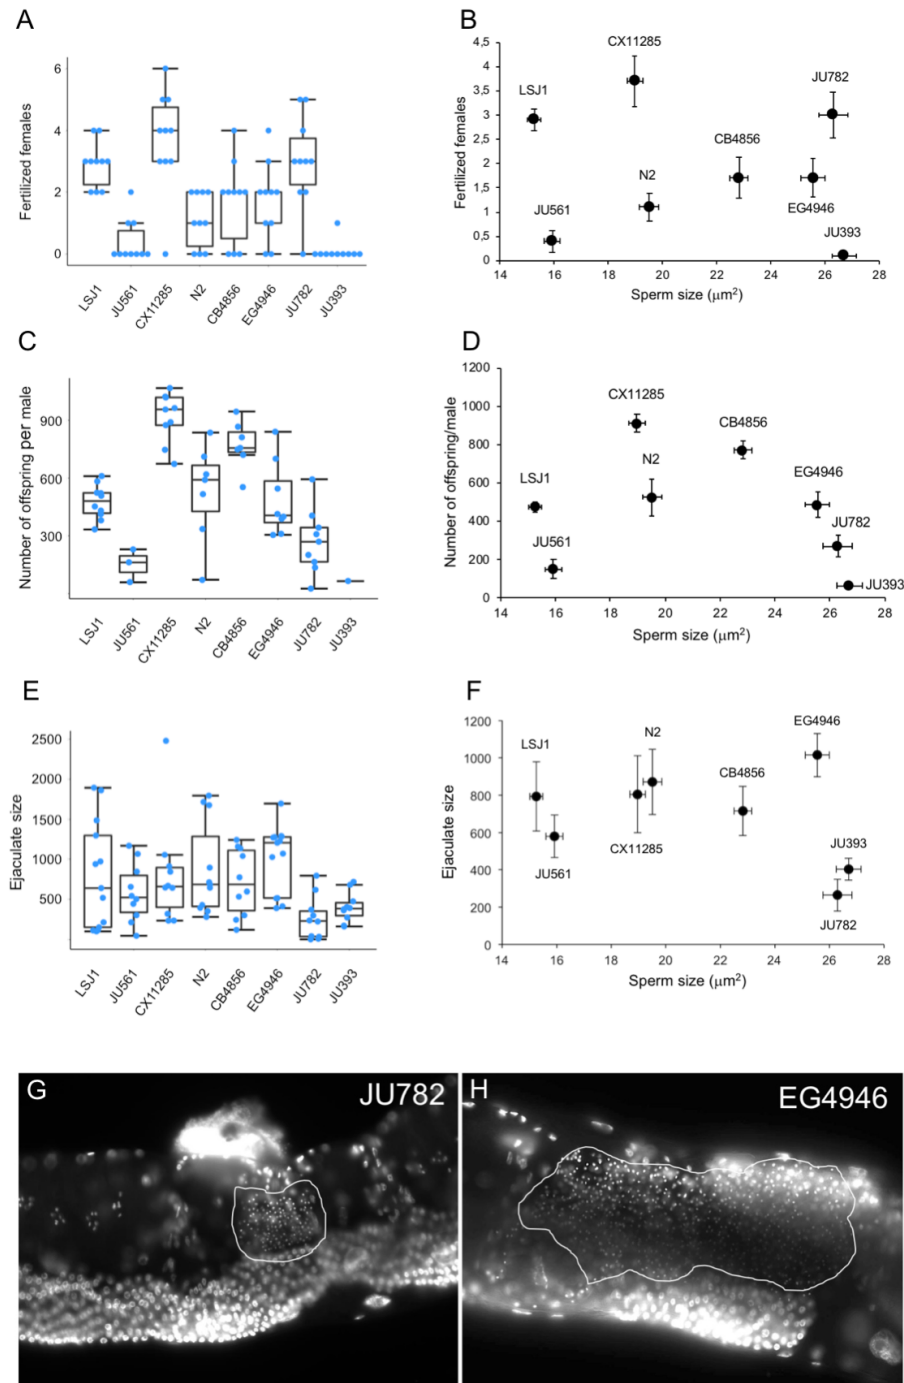 A
Fertilized females
6
4
2
0
LSJ1
JU561
CX11285
N2
CB4856
EG4946
JU782
JU393
B
Fertilized females
4,5
4
3,5
3
2,5
2
1,5
1
0,5
0
CX11285
JU782
LSJ1
CB4856
N2
EG4946
JU561
JU393
14 16 18 20 22 24 26 28
Sperm size (μm²)
C
Number of offspring per male
900
600
300
LSJ1
JU561
CX11285
N2
CB4856
EG4946
JU782
JU393
D
Number of offspring/male
1200
1000
800
600
400
200
0
CX11285
CB4856
N2
LSJ1
EG4946
JU782
JU561
JU393
14 16 18 20 22 24 26 28
Sperm size (μm²)
E
Ejaculate size
2500
2000
1500
1000
500
LSJ1
JU561
CX11285
N2
CB4856
EG4946
JU782
JU393
F
Ejaculate size
1200
1000
800
600
400
200
0
EG4946
N2
LSJ1
CB4856
CX11285
JU393
JU561
JU782
14 16 18 20 22 24 26 28
Sperm size (μm²)
G JU782
H EG4946